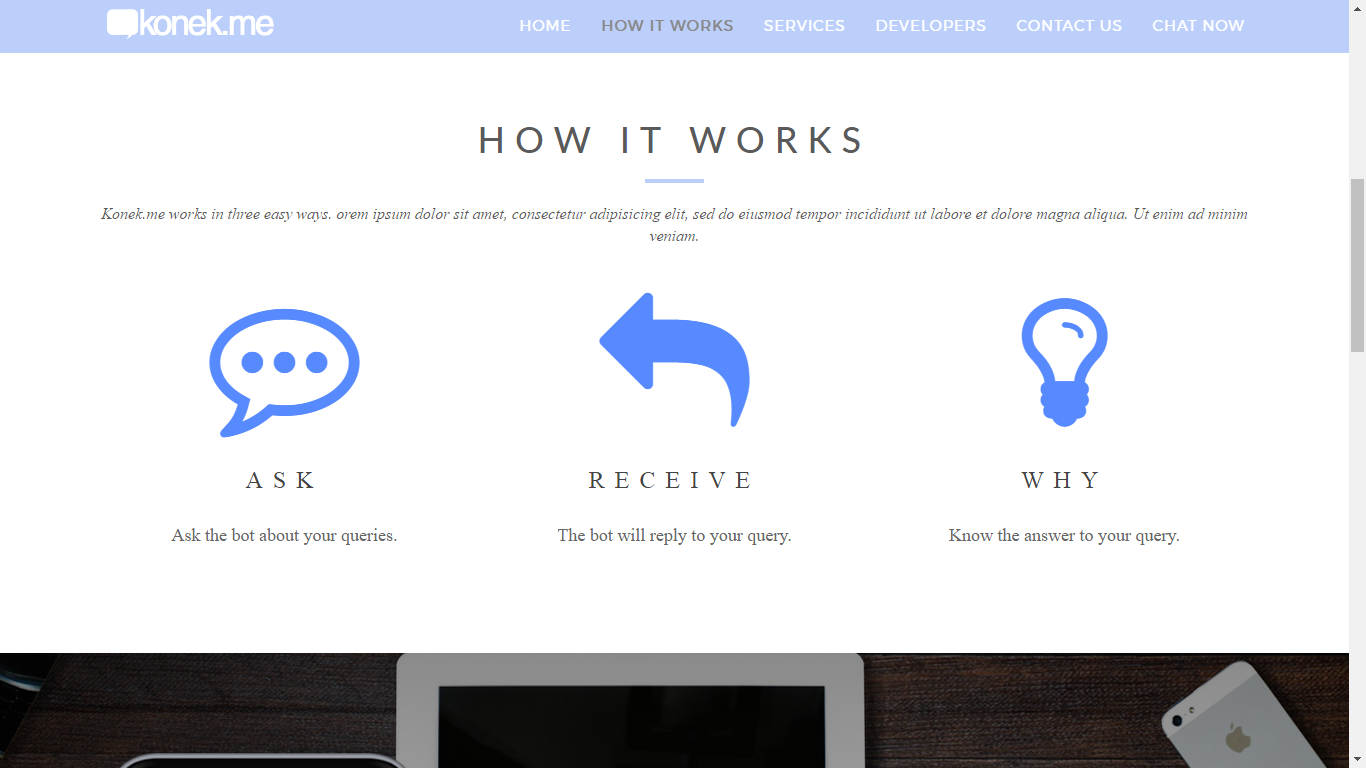 konek.me
HOME HOW IT WORKS SERVICES DEVELOPERS CONTACT US CHAT NOW
HOW IT WORKS
Konek.me works in three easy ways. orem ipsum dolor sit amet, consectetur adipisicing elit, sed do eiusmod tempor incididunt ut labore et dolore magna aliqua. Ut enim ad minim
veniam.
ASK
RECEIVE
WHY
Ask the bot about your queries.
The bot will reply to your query.
Know the answer to your query.